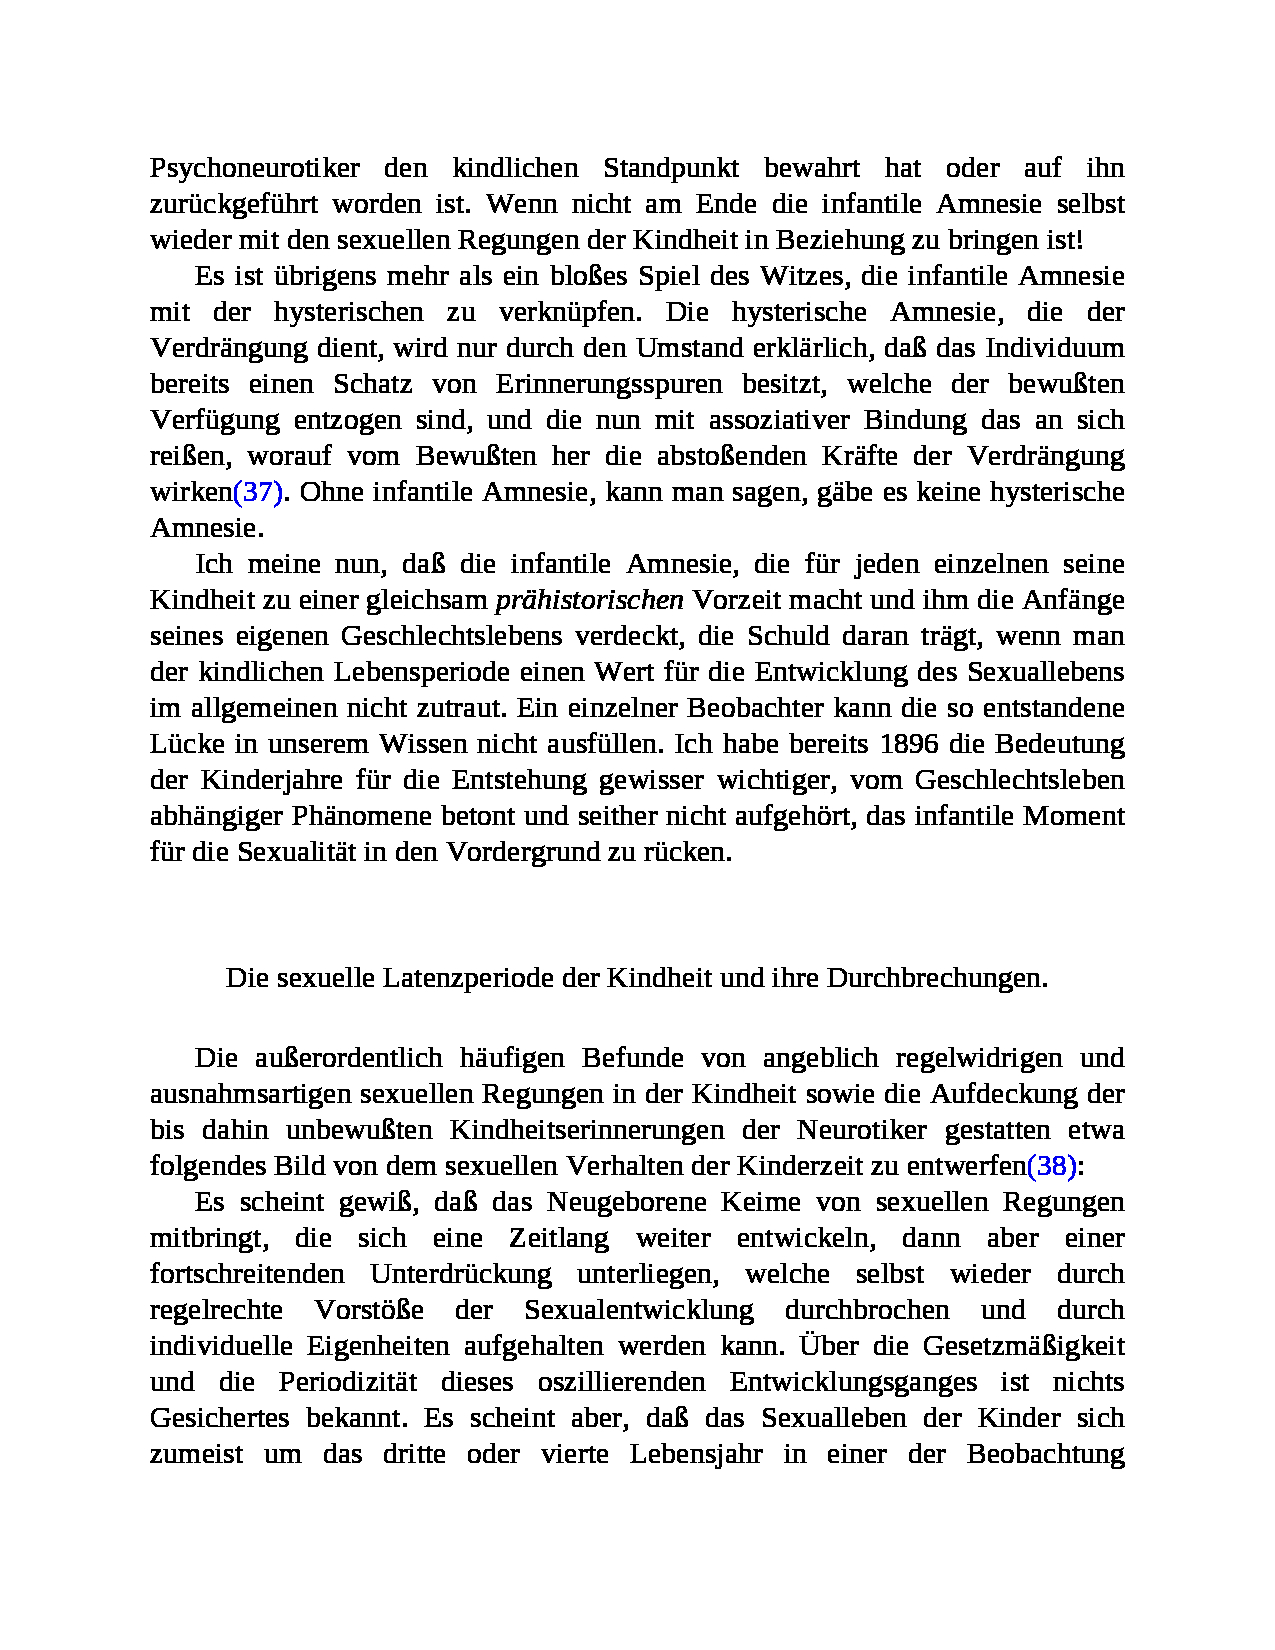 Psychoneurotiker den kindlichen Standpunkt bewahrt hat oder auf ihn
zurückgeführt worden ist. Wenn nicht am Ende die infantile Amnesie selbst
wieder mit den sexuellen Regungen der Kindheit in Beziehung zu bringen ist!
Es ist übrigens mehr als ein bloßes Spiel des Witzes, die infantile Amnesie
mit der hysterischen zu verknüpfen. Die hysterische Amnesie, die der
Verdrängung dient, wird nur durch den Umstand erklärlich, daß das Individuum
bereits einen Schatz von Erinnerungsspuren besitzt, welche der bewußten
Verfügung entzogen sind, und die nun mit assoziativer Bindung das an sich
reißen, worauf vom Bewußten her die abstoßenden Kräfte der Verdrängung
wirken(37). Ohne infantile Amnesie, kann man sagen, gäbe es keine hysterische
Amnesie.
Ich meine nun, daß die infantile Amnesie, die für jeden einzelnen seine
Kindheit zu einer gleichsam prähistorischen Vorzeit macht und ihm die Anfänge
seines eigenen Geschlechtslebens verdeckt, die Schuld daran trägt, wenn man
der kindlichen Lebensperiode einen Wert für die Entwicklung des Sexuallebens
im allgemeinen nicht zutraut. Ein einzelner Beobachter kann die so entstandene
Lücke in unserem Wissen nicht ausfüllen. Ich habe bereits 1896 die Bedeutung
der Kinderjahre für die Entstehung gewisser wichtiger, vom Geschlechtsleben
abhängiger Phänomene betont und seither nicht aufgehört, das infantile Moment
für die Sexualität in den Vordergrund zu rücken.
Die sexuelle Latenzperiode der Kindheit und ihre Durchbrechungen.
Die außerordentlich häufigen Befunde von angeblich regelwidrigen und
ausnahmsartigen sexuellen Regungen in der Kindheit sowie die Aufdeckung der
bis dahin unbewußten Kindheitserinnerungen der Neurotiker gestatten etwa
folgendes Bild von dem sexuellen Verhalten der Kinderzeit zu entwerfen(38):
Es scheint gewiß, daß das Neugeborene Keime von sexuellen Regungen
mitbringt, die sich eine Zeitlang weiter entwickeln, dann aber einer
fortschreitenden Unterdrückung unterliegen, welche selbst wieder durch
regelrechte Vorstöße der Sexualentwicklung durchbrochen und durch
individuelle Eigenheiten aufgehalten werden kann. Über die Gesetzmäßigkeit
und die Periodizität dieses oszillierenden Entwicklungsganges ist nichts
Gesichertes bekannt. Es scheint aber, daß das Sexualleben der Kinder sich
zumeist um das dritte oder vierte Lebensjahr in einer der Beobachtung